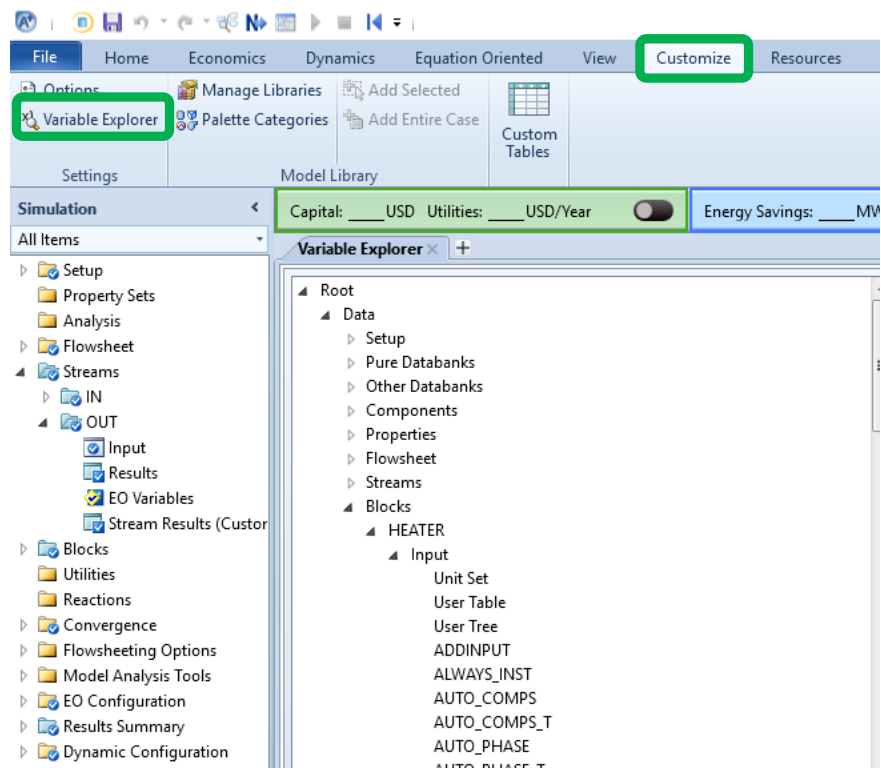 File Home Economics Dynamics Equation Oriented View Customize Resources
Options Manage Libraries Add Selected
Variable Explorer Palette Categories Add Entire Case Custom Tables
Settings Model Library
Simulation
Capital: ____USD Utilities: ____USD/Year Energy Savings: ____MW
All Items
Variable Explorer
Setup
Property Sets
Analysis
Flowsheet
Streams
IN
OUT
Input
Results
EO Variables
Stream Results (Custor
Blocks
Utilities
Reactions
Convergence
Flowsheeting Options
Model Analysis Tools
EO Configuration
Results Summary
Dynamic Configuration
Root
Data
Setup
Pure Databanks
Other Databanks
Components
Properties
Flowsheet
Streams
Blocks
HEATER
Input
Unit Set
User Table
User Tree
ADDINPUT
ALWAYS_INST
AUTO_COMPS
AUTO_COMPS_T
AUTO_PHASE
AUTO_PHASE_T